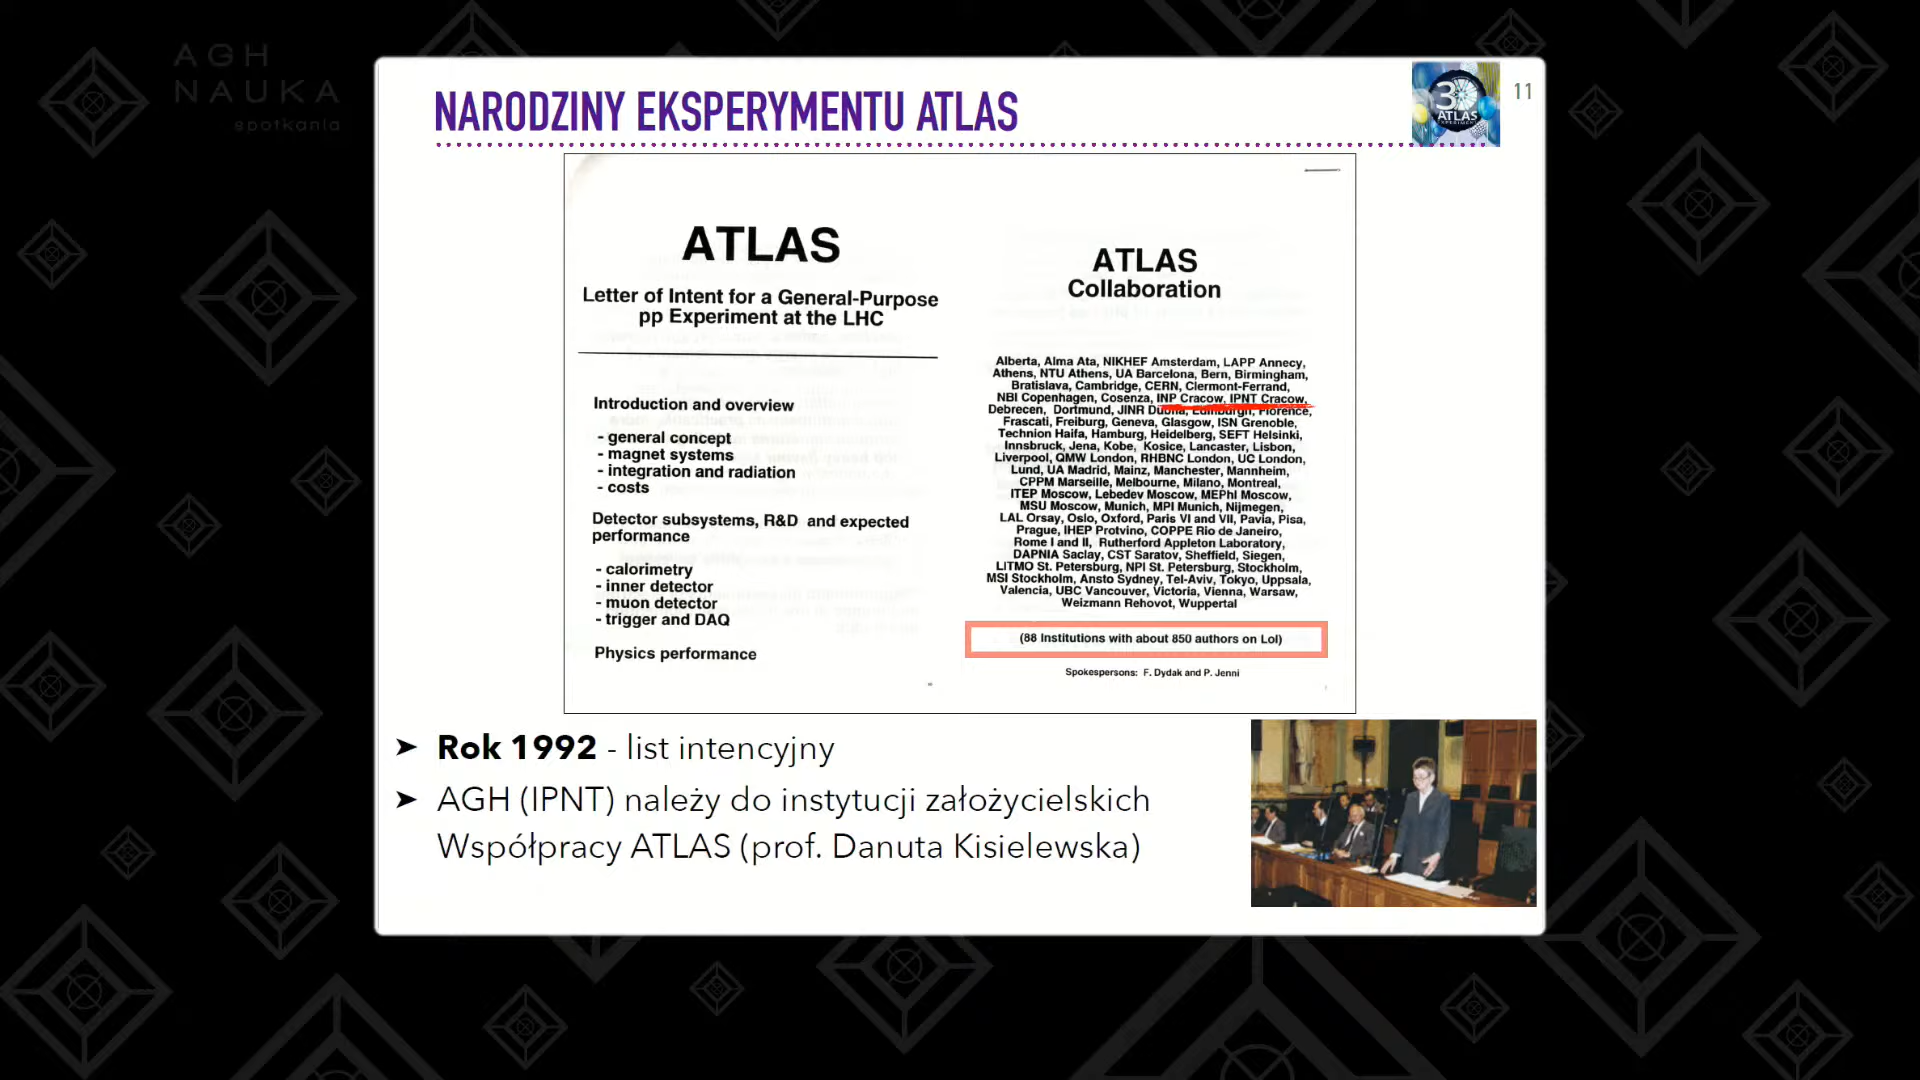 AGH
NAUKA
spotkania
NARODZINY EKSPERYMENTU ATLAS
30
ATLAS
EXPERIMENT
11
ATLAS
Letter of Intent for a General-Purpose
pp Experiment at the LHC
Introduction and overview
- general concept
- magnet systems
- integration and radiation
- costs
Detector subsystems, R&D and expected
performance
- calorimetry
- inner detector
- muon detector
- trigger and DAQ
Physics performance
ATLAS
Collaboration
Alberta, Alma Ata, NIKHEF Amsterdam, LAPP Annecy,
Athens, NTU Athens, UA Barcelona, Bern, Birmingham,
Bratislava, Cambridge, CERN, Clermont-Ferrand,
NBI Copenhagen, Cosenza, INP Cracow, IPNT Cracow,
Debrecen, Dortmund, JINR Dubna, Edinburgh, Florence,
Frascati, Freiburg, Geneva, Glasgow, ISN Grenoble,
Technion Haifa, Hamburg, Heidelberg, SEFT Helsinki,
Innsbruck, Jena, Kobe, Kosice, Lancaster, Lisbon,
Liverpool, QMW London, RHBNC London, UC London,
Lund, UA Madrid, Mainz, Manchester, Mannheim,
CPPM Marseille, Melbourne, Milano, Montreal,
ITEP Moscow, Lebedev Moscow, MEPhI Moscow,
MSU Moscow, Munich, MPI Munich, Nijmegen,
LAL Orsay, Oslo, Oxford, Paris VI and VII, Pavia, Pisa,
Prague, IHEP Protvino, COPPE Rio de Janeiro,
Rome I and II, Rutherford Appleton Laboratory,
DAPNIA Saclay, CST Saratov, Sheffield, Siegen,
LITMO St. Petersburg, NPI St. Petersburg, Stockholm,
MSI Stockholm, Ansto Sydney, Tel-Aviv, Tokyo, Uppsala,
Valencia, UBC Vancouver, Victoria, Vienna, Warsaw,
Weizmann Rehovot, Wuppertal
(88 Institutions with about 850 authors on LoI)
Spokespersons: F. Dydak and P. Jenni
➤ Rok 1992 - list intencyjny
➤ AGH (IPNT) należy do instytucji założycielskich
Współpracy ATLAS (prof. Danuta Kisielewska)